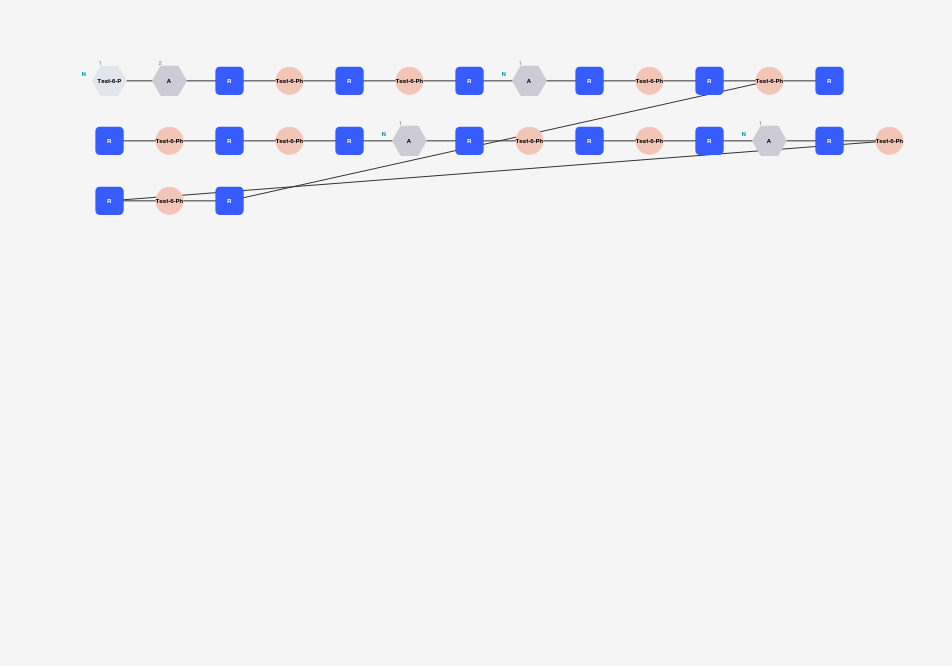 1 2 1
N Test-6-P A R Test-6-Ph R Test-6-Ph R N A R Test-6-Ph R Test-6-Ph R
1 1
R Test-6-Ph R Test-6-Ph R N A R Test-6-Ph R Test-6-Ph R N A R Test-6-Ph
R Test-6-Ph R